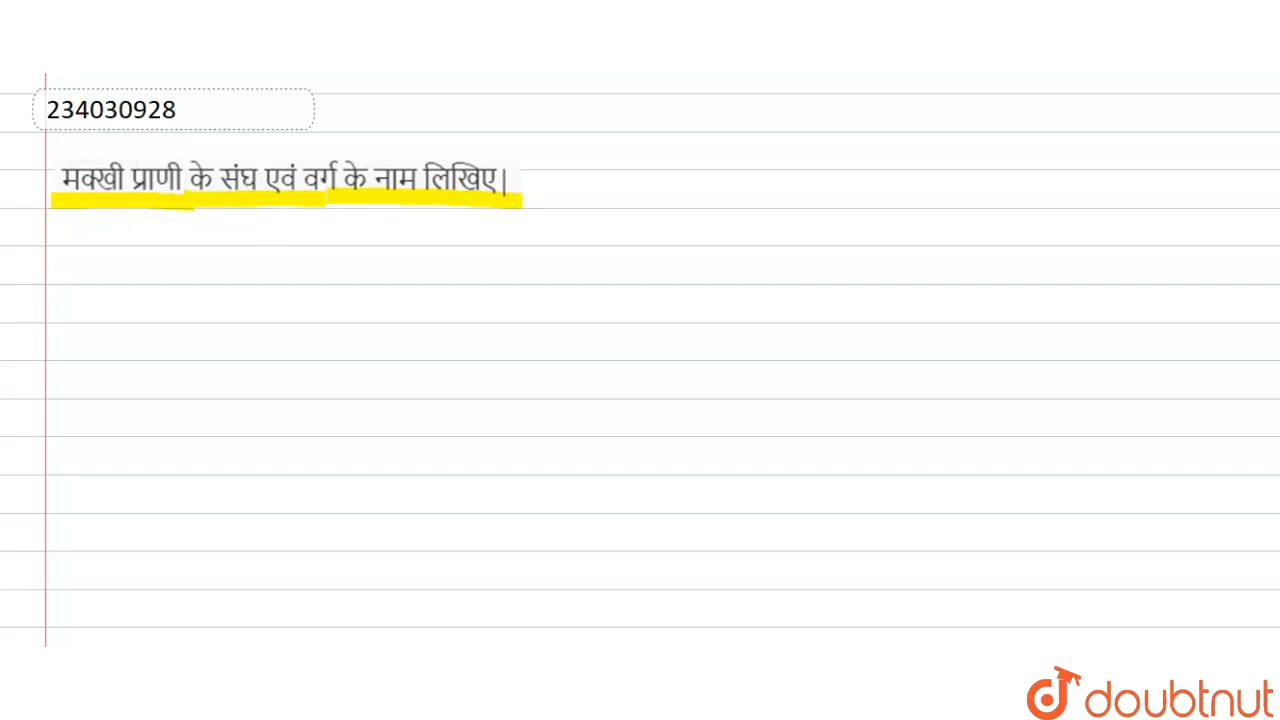 234030928
मक्खी प्राणी के संघ एवं वर्ग के नाम लिखिए।
doubtnut